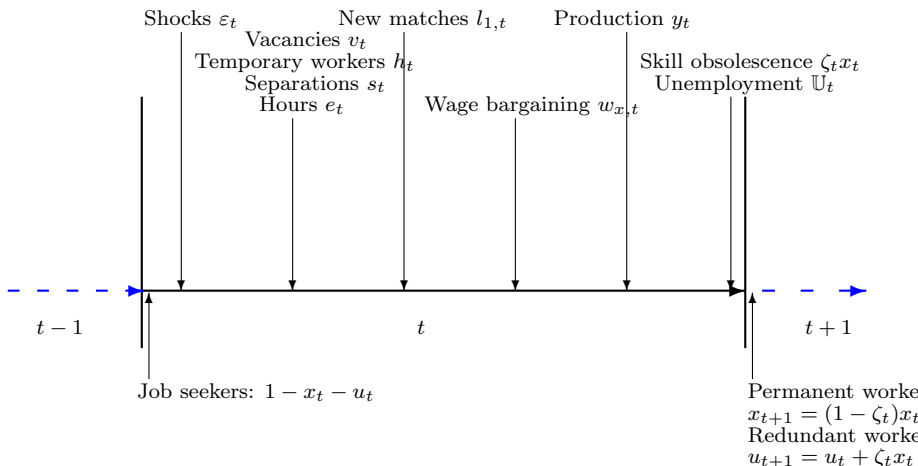 Shocks εₜ
New matches l₁,ₜ
Production yₜ
Vacancies vₜ
Temporary workers hₜ
Separations sₜ
Hours eₜ
Skill obsolescence ζₜxₜ
Unemployment 𝕌ₜ
Wage bargaining wₓ,ₜ
t − 1
t
t + 1
Job seekers: 1 − xₜ − uₜ
Permanent worke
xₜ₊₁ = (1 − ζₜ)xₜ
Redundant worke
uₜ₊₁ = uₜ + ζₜxₜ